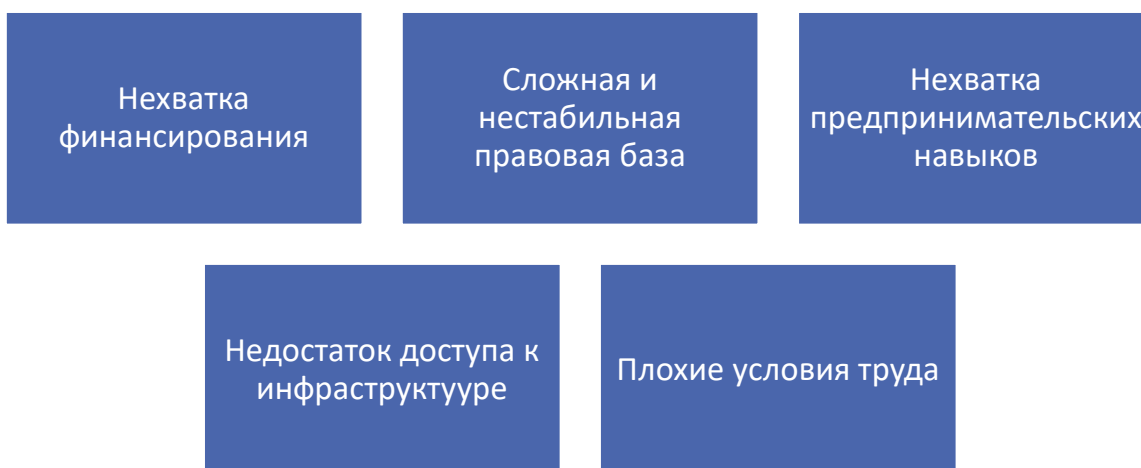 Нехватка
финансирования
Сложная и
нестабильная
правовая база
Нехватка
предпринимательских
навыков
Недостаток доступа к
инфраструктууре
Плохие условия труда